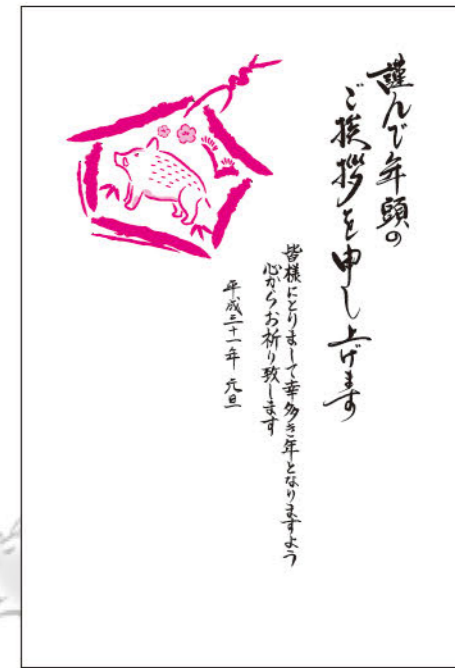 謹んで年頭の
ご挨拶を申し上げます
皆様にとりまして幸多き年となりますよう
心からお祈り致します
平成三十一年 元旦